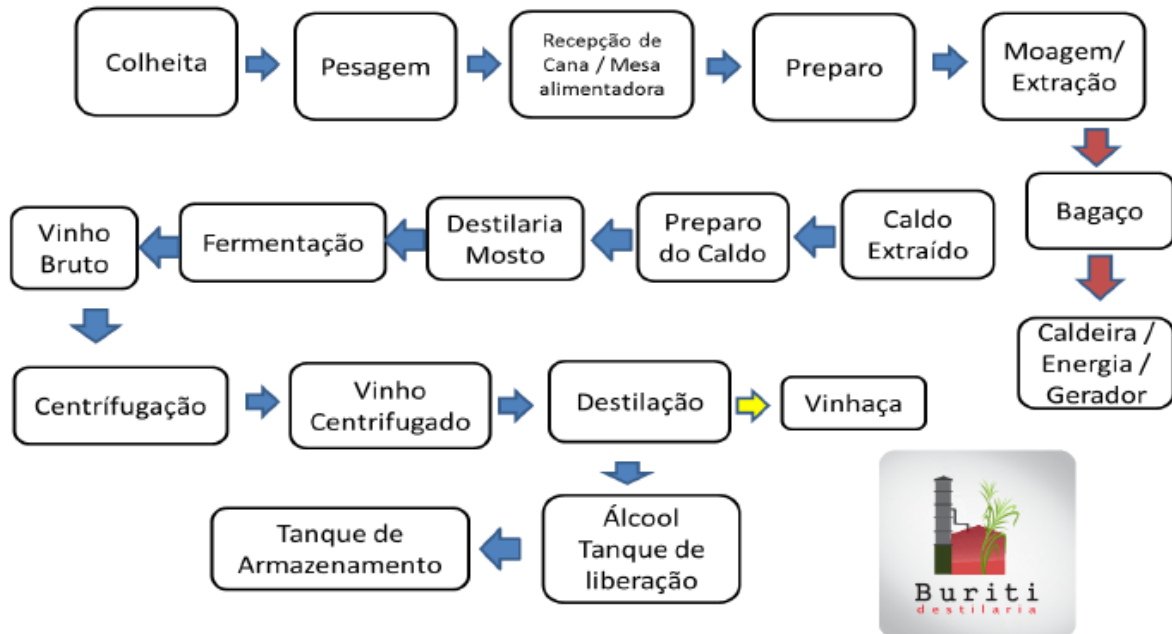 Colheita
Pesagem
Recepção de
Cana / Mesa
alimentadora
Preparo
Moagem/
Extração
Bagaço
Caldeira /
Energia /
Gerador
Caldo
Extraído
Preparo
do Caldo
Destilaria
Mosto
Fermentação
Vinho
Bruto
Centrífugação
Vinho
Centrifugado
Destilação
Vinhaça
Álcool
Tanque de
liberação
Tanque de
Armazenamento
Buriti
destilaria